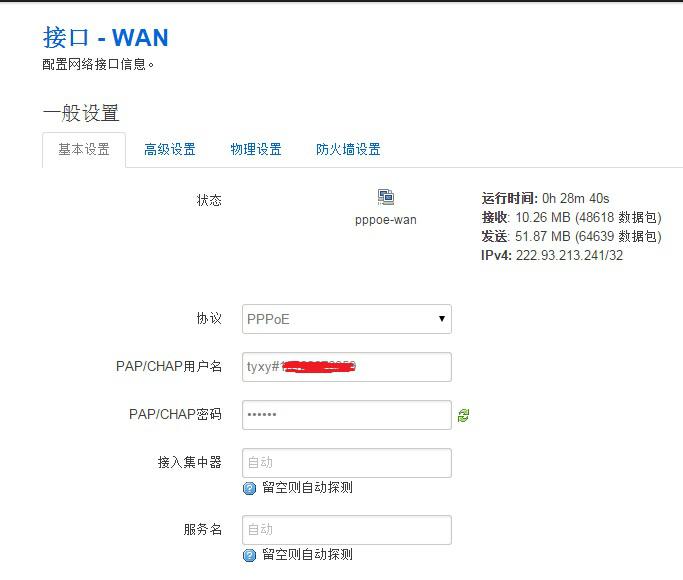 接口 - WAN
配置网络接口信息。
一般设置
基本设置 高级设置 物理设置 防火墙设置
状态
pppoe-wan
运行时间: 0h 28m 40s
接收: 10.26 MB (48618 数据包)
发送: 51.87 MB (64639 数据包)
IPv4: 222.93.213.241/32
协议 PPPoE
PAP/CHAP用户名 tyxy#
PAP/CHAP密码 ••••••
接入集中器 自动
留空则自动探测
服务名 自动
留空则自动探测